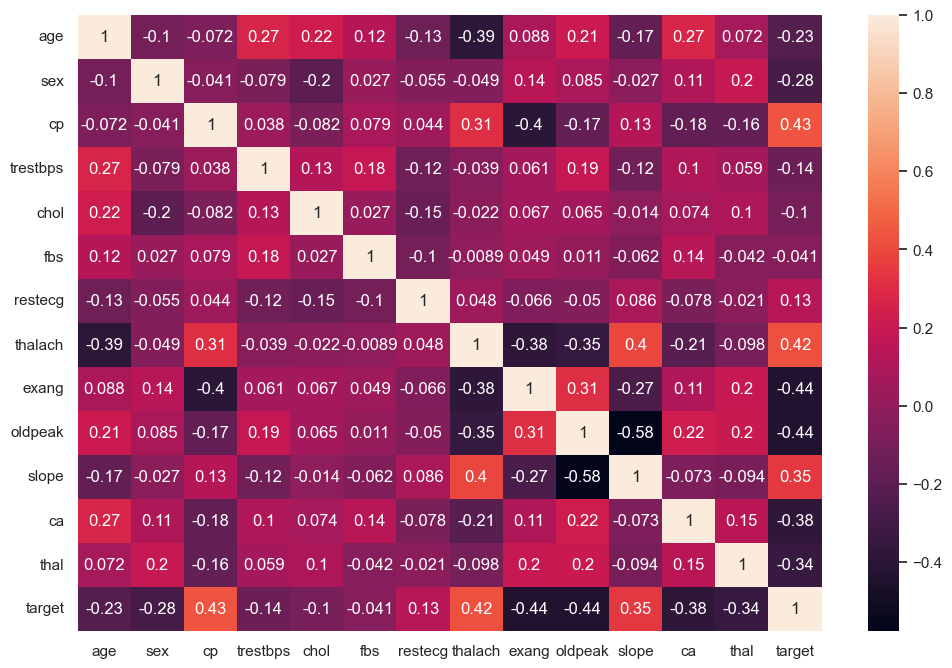 age 1 -0.1 -0.072 0.27 0.22 0.12 -0.13 -0.39 0.088 0.21 -0.17 0.27 0.072 -0.23
sex -0.1 1 -0.041 -0.079 -0.2 0.027 -0.055 -0.049 0.14 0.085 -0.027 0.11 0.2 -0.28
cp -0.072 -0.041 1 0.038 -0.082 0.079 0.044 0.31 -0.4 -0.17 0.13 -0.18 -0.16 0.43
trestbps 0.27 -0.079 0.038 1 0.13 0.18 -0.12 -0.039 0.061 0.19 -0.12 0.1 0.059 -0.14
chol 0.22 -0.2 -0.082 0.13 1 0.027 -0.15 -0.022 0.067 0.065 -0.014 0.074 0.1 -0.1
fbs 0.12 0.027 0.079 0.18 0.027 1 -0.1 -0.0089 0.049 0.011 -0.062 0.14 -0.042 -0.041
restecg -0.13 -0.055 0.044 -0.12 -0.15 -0.1 1 0.048 -0.066 -0.05 0.086 -0.078 -0.021 0.13
thalach -0.39 -0.049 0.31 -0.039 -0.022 -0.0089 0.048 1 -0.38 -0.35 0.4 -0.21 -0.098 0.42
exang 0.088 0.14 -0.4 0.061 0.067 0.049 -0.066 -0.38 1 0.31 -0.27 0.11 0.2 -0.44
oldpeak 0.21 0.085 -0.17 0.19 0.065 0.011 -0.05 -0.35 0.31 1 -0.58 0.22 0.2 -0.44
slope -0.17 -0.027 0.13 -0.12 -0.014 -0.062 0.086 0.4 -0.27 -0.58 1 -0.073 -0.094 0.35
ca 0.27 0.11 -0.18 0.1 0.074 0.14 -0.078 -0.21 0.11 0.22 -0.073 1 0.15 -0.38
thal 0.072 0.2 -0.16 0.059 0.1 -0.042 -0.021 -0.098 0.2 0.2 -0.094 0.15 1 -0.34
target -0.23 -0.28 0.43 -0.14 -0.1 -0.041 0.13 0.42 -0.44 -0.44 0.35 -0.38 -0.34 1
age sex cp trestbps chol fbs restecg thalach exang oldpeak slope ca thal target
1.0
0.8
0.6
0.4
0.2
0.0
−0.2
−0.4